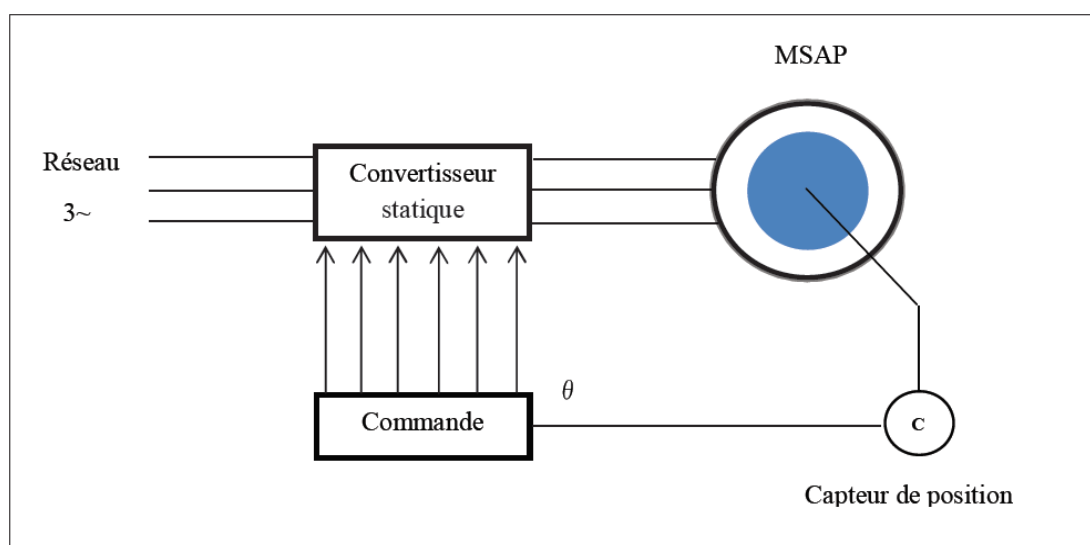 MSAP
Réseau
3~
Convertisseur
statique
θ
Commande
C
Capteur de position